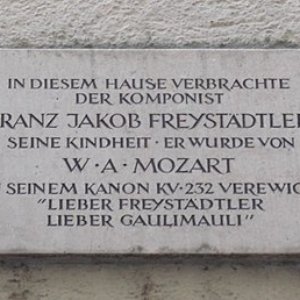 IN DIESEM HAUSE VERBRACHTE
DER KOMPONIST
RANZ JAKOB FREYSTÄDTLER
SEINE KINDHEIT · ER WURDE VON
W · A · MOZART
SEINEM KANON KV · 232 VEREWIG
"LIEBER FREYSTÄDTLER
LIEBER GAULIMAULI"